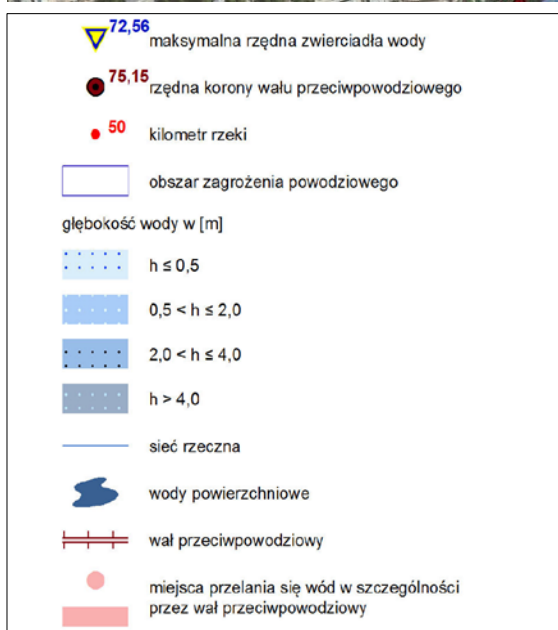 72,56 maksymalna rzędna zwierciadła wody
75,15 rzędna korony wału przeciwpowodziowego
50 kilometr rzeki
obszar zagrożenia powodziowego
głębokość wody w [m]
h ≤ 0,5
0,5 < h ≤ 2,0
2,0 < h ≤ 4,0
h > 4,0
sieć rzeczna
wody powierzchniowe
wał przeciwpowodziowy
miejsca przelania się wód w szczególności
przez wał przeciwpowodziowy